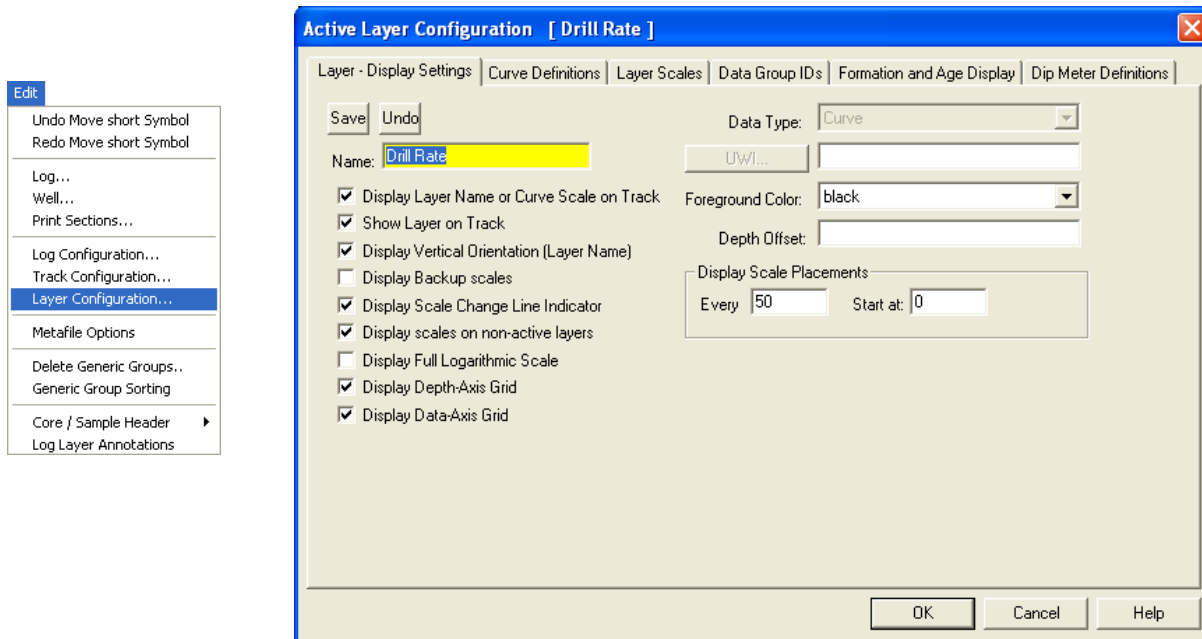 Edit
Undo Move short Symbol
Redo Move short Symbol
Log...
Well...
Print Sections...
Log Configuration...
Track Configuration...
Layer Configuration...
Metafile Options
Delete Generic Groups..
Generic Group Sorting
Core / Sample Header
Log Layer Annotations
Active Layer Configuration [ Drill Rate ]
Layer - Display Settings Curve Definitions Layer Scales Data Group IDs Formation and Age Display Dip Meter Definitions
Save Undo
Name: Drill Rate
Display Layer Name or Curve Scale on Track
Show Layer on Track
Display Vertical Orientation (Layer Name)
Display Backup scales
Display Scale Change Line Indicator
Display scales on non-active layers
Display Full Logarithmic Scale
Display Depth-Axis Grid
Display Data-Axis Grid
Data Type: Curve
UWI...
Foreground Color: black
Depth Offset:
Display Scale Placements
Every 50 Start at: 0
OK Cancel Help